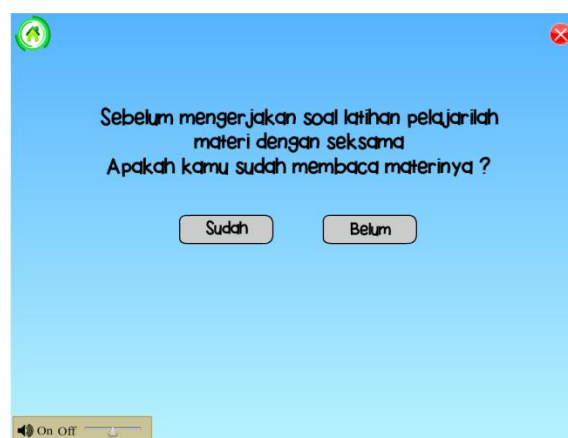 Sebelum mengerjakan soal latihan pelajarilah
materi dengan seksama
Apakah kamu sudah membaca materinya ?
Sudah
Belum
On Off